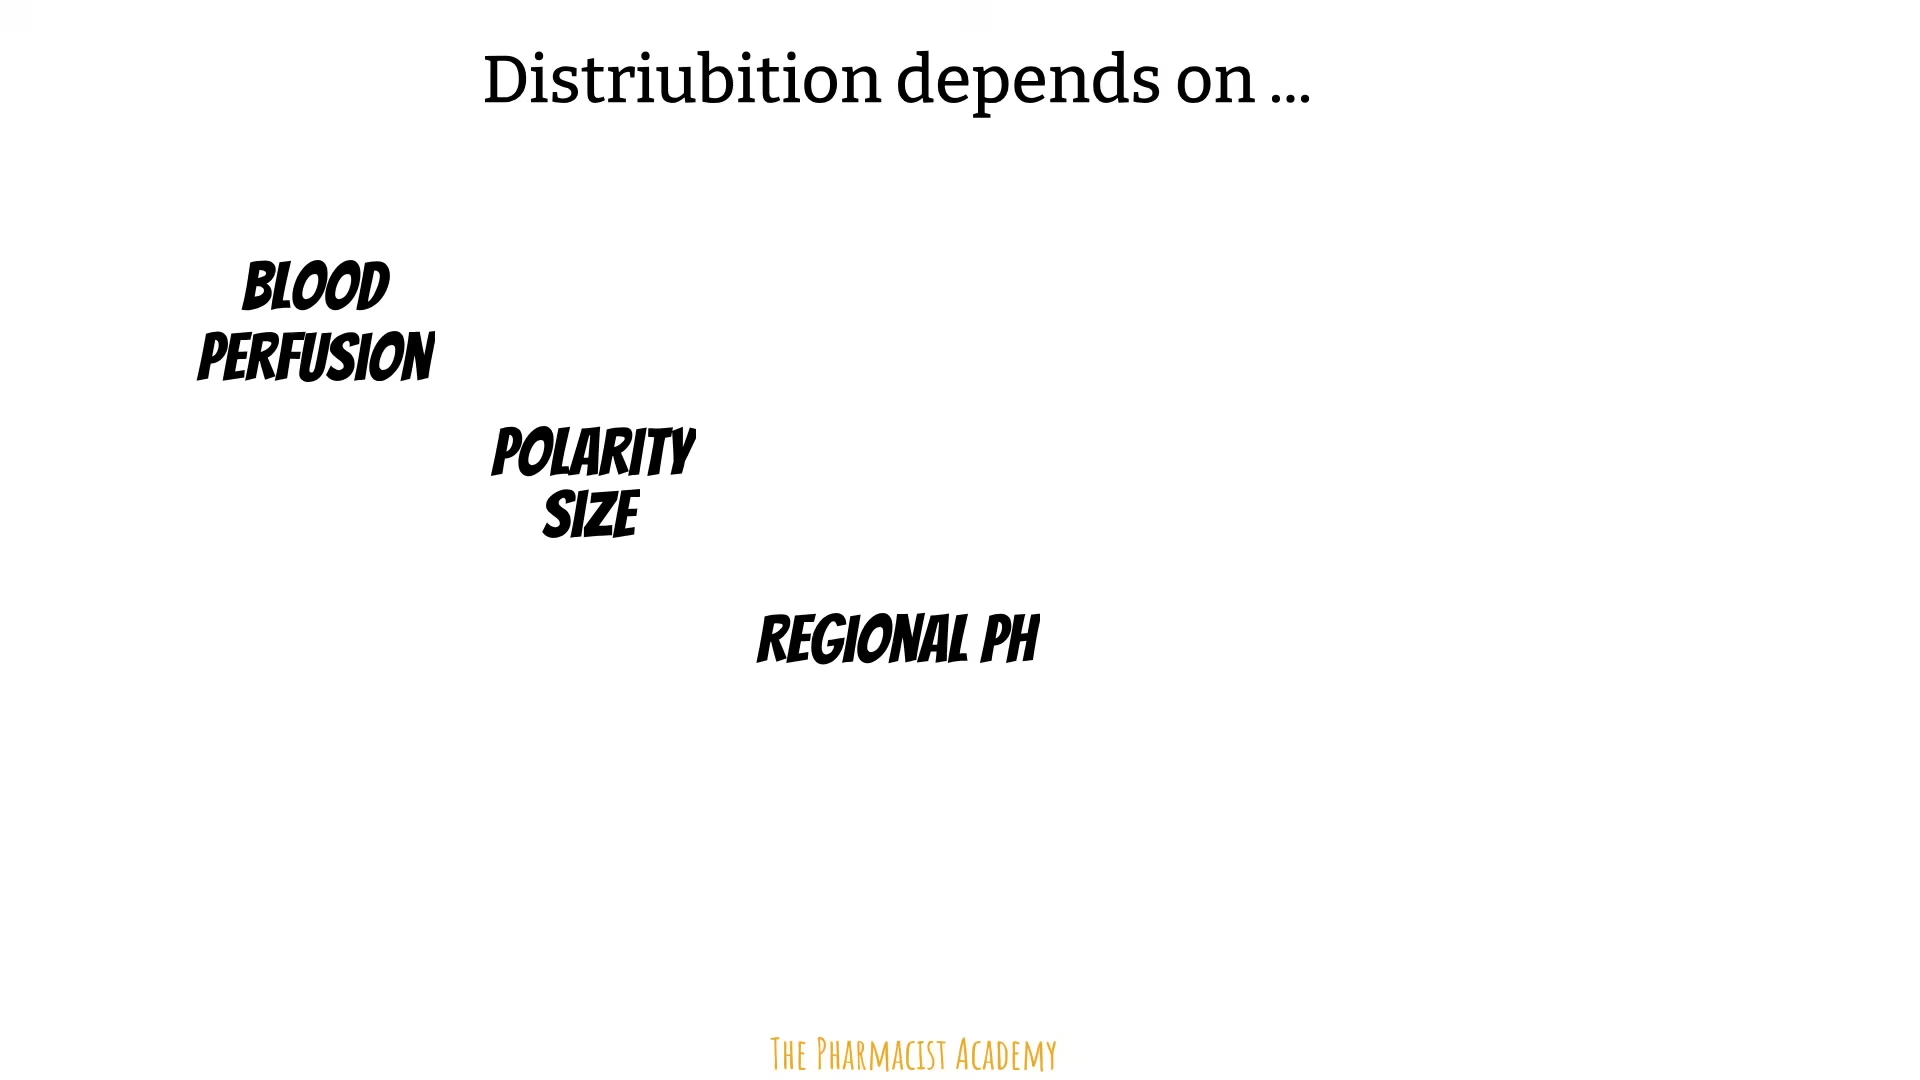 Distriubition depends on ...
BLOOD
PERFUSION
POLARITY
SIZE
REGIONAL PH
The Pharmacist Academy